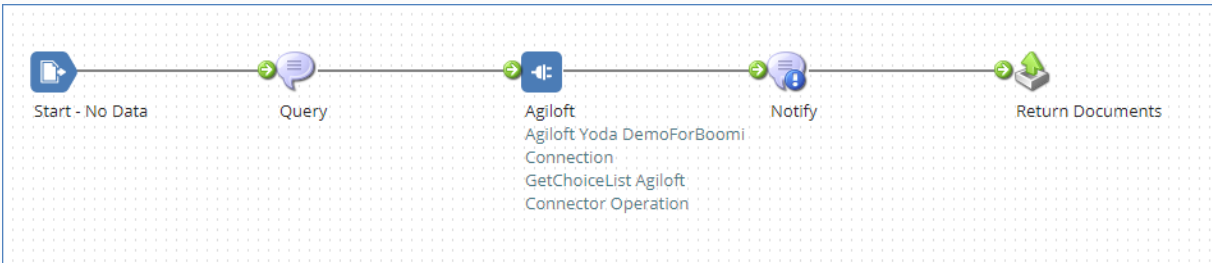 Start - No Data
Query
Agiloft
Agiloft Yoda DemoForBoomi
Connection
GetChoiceList Agiloft
Connector Operation
Notify
Return Documents